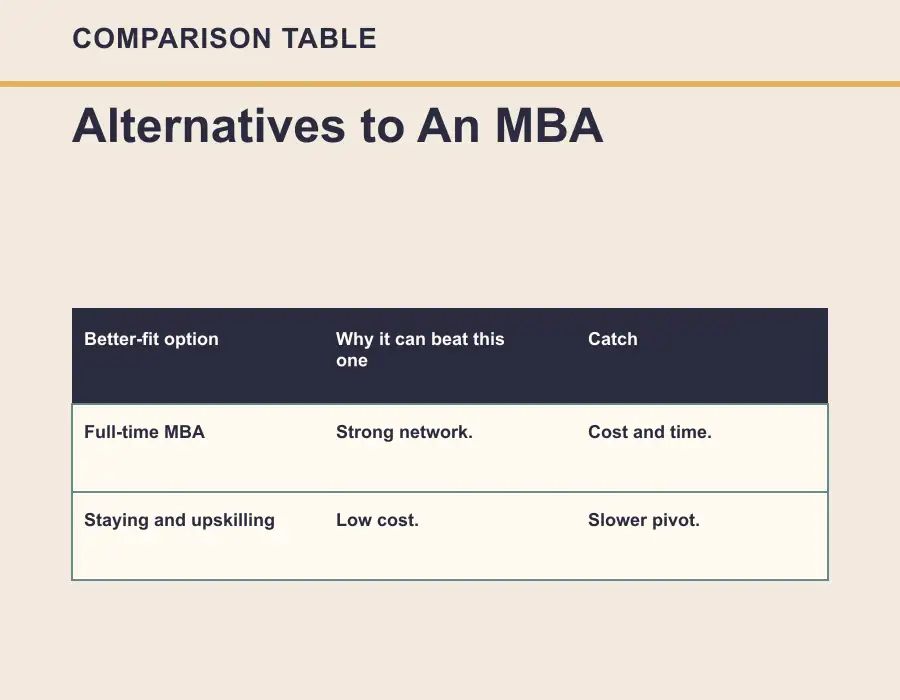 COMPARISON TABLE
Alternatives to An MBA
Better-fit option
Why it can beat this
one
Catch
Full-time MBA
Strong network.
Cost and time.
Staying and upskilling
Low cost.
Slower pivot.